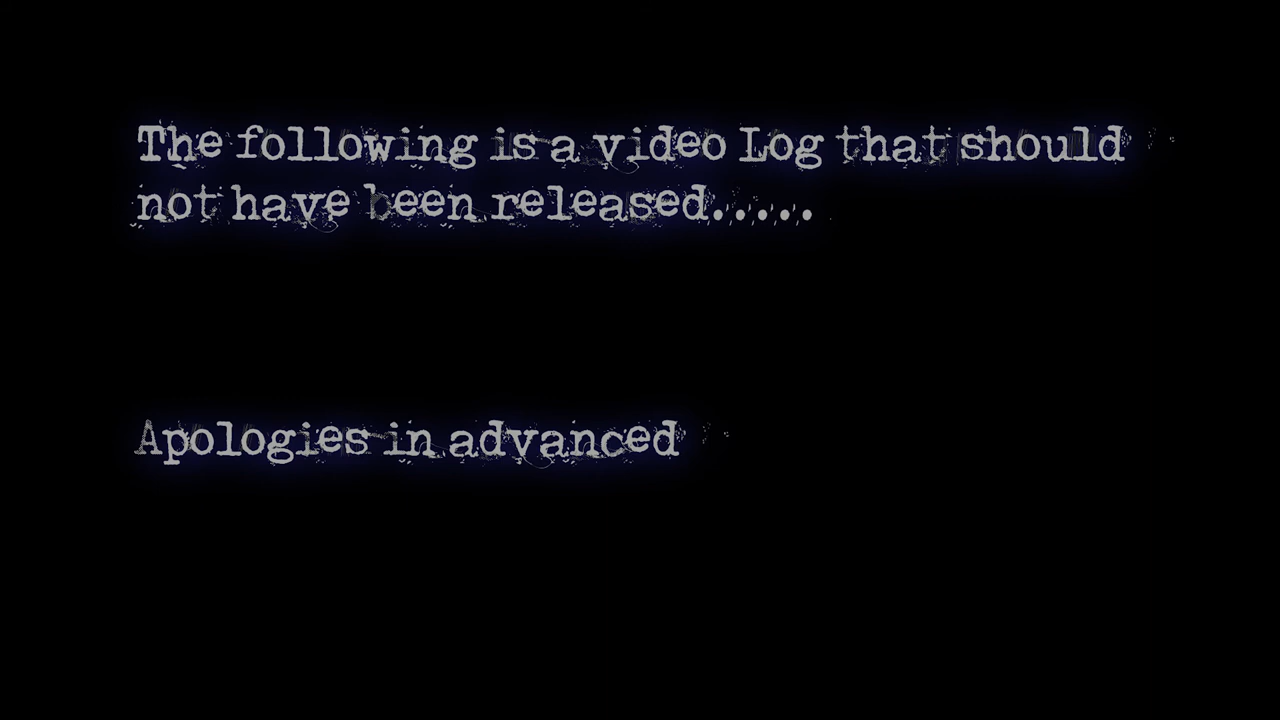 The following is a video Log that should
not have been released.....
Apologies in advanced